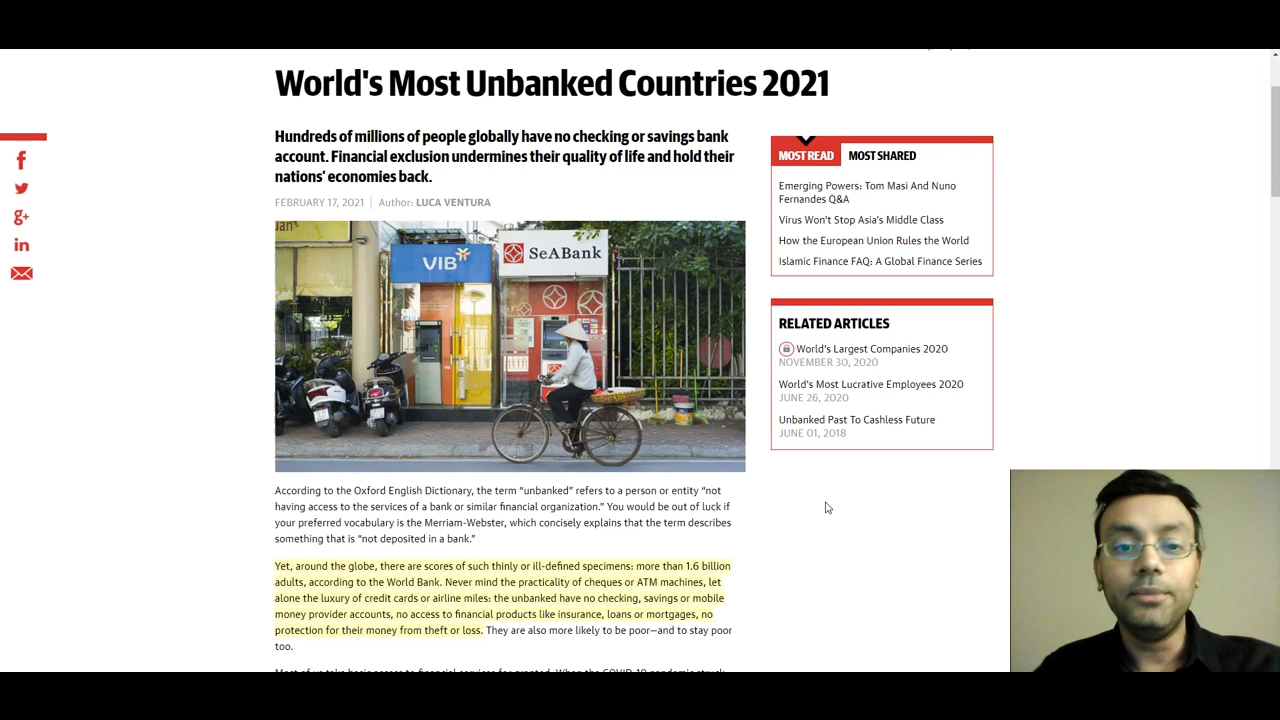 World's Most Unbanked Countries 2021
Hundreds of millions of people globally have no checking or savings bank
account. Financial exclusion undermines their quality of life and hold their
nations' economies back.
FEBRUARY 17, 2021 | Author: LUCA VENTURA
VIB
SeABank
According to the Oxford English Dictionary, the term “unbanked” refers to a person or entity “not
having access to the services of a bank or similar financial organization.” You would be out of luck if
your preferred vocabulary is the Merriam-Webster, which concisely explains that the term describes
something that is “not deposited in a bank.”
Yet, around the globe, there are scores of such thinly or ill-defined specimens: more than 1.6 billion
adults, according to the World Bank. Never mind the practicality of cheques or ATM machines, let
alone the luxury of credit cards or airline miles: the unbanked have no checking, savings or mobile
money provider accounts, no access to financial products like insurance, loans or mortgages, no
protection for their money from theft or loss. They are also more likely to be poor—and to stay poor
too.
MOST READ
MOST SHARED
Emerging Powers: Tom Masi And Nuno
Fernandes Q&A
Virus Won't Stop Asia's Middle Class
How the European Union Rules the World
Islamic Finance FAQ: A Global Finance Series
RELATED ARTICLES
World's Largest Companies 2020
NOVEMBER 30, 2020
World's Most Lucrative Employees 2020
JUNE 26, 2020
Unbanked Past To Cashless Future
JUNE 01, 2018